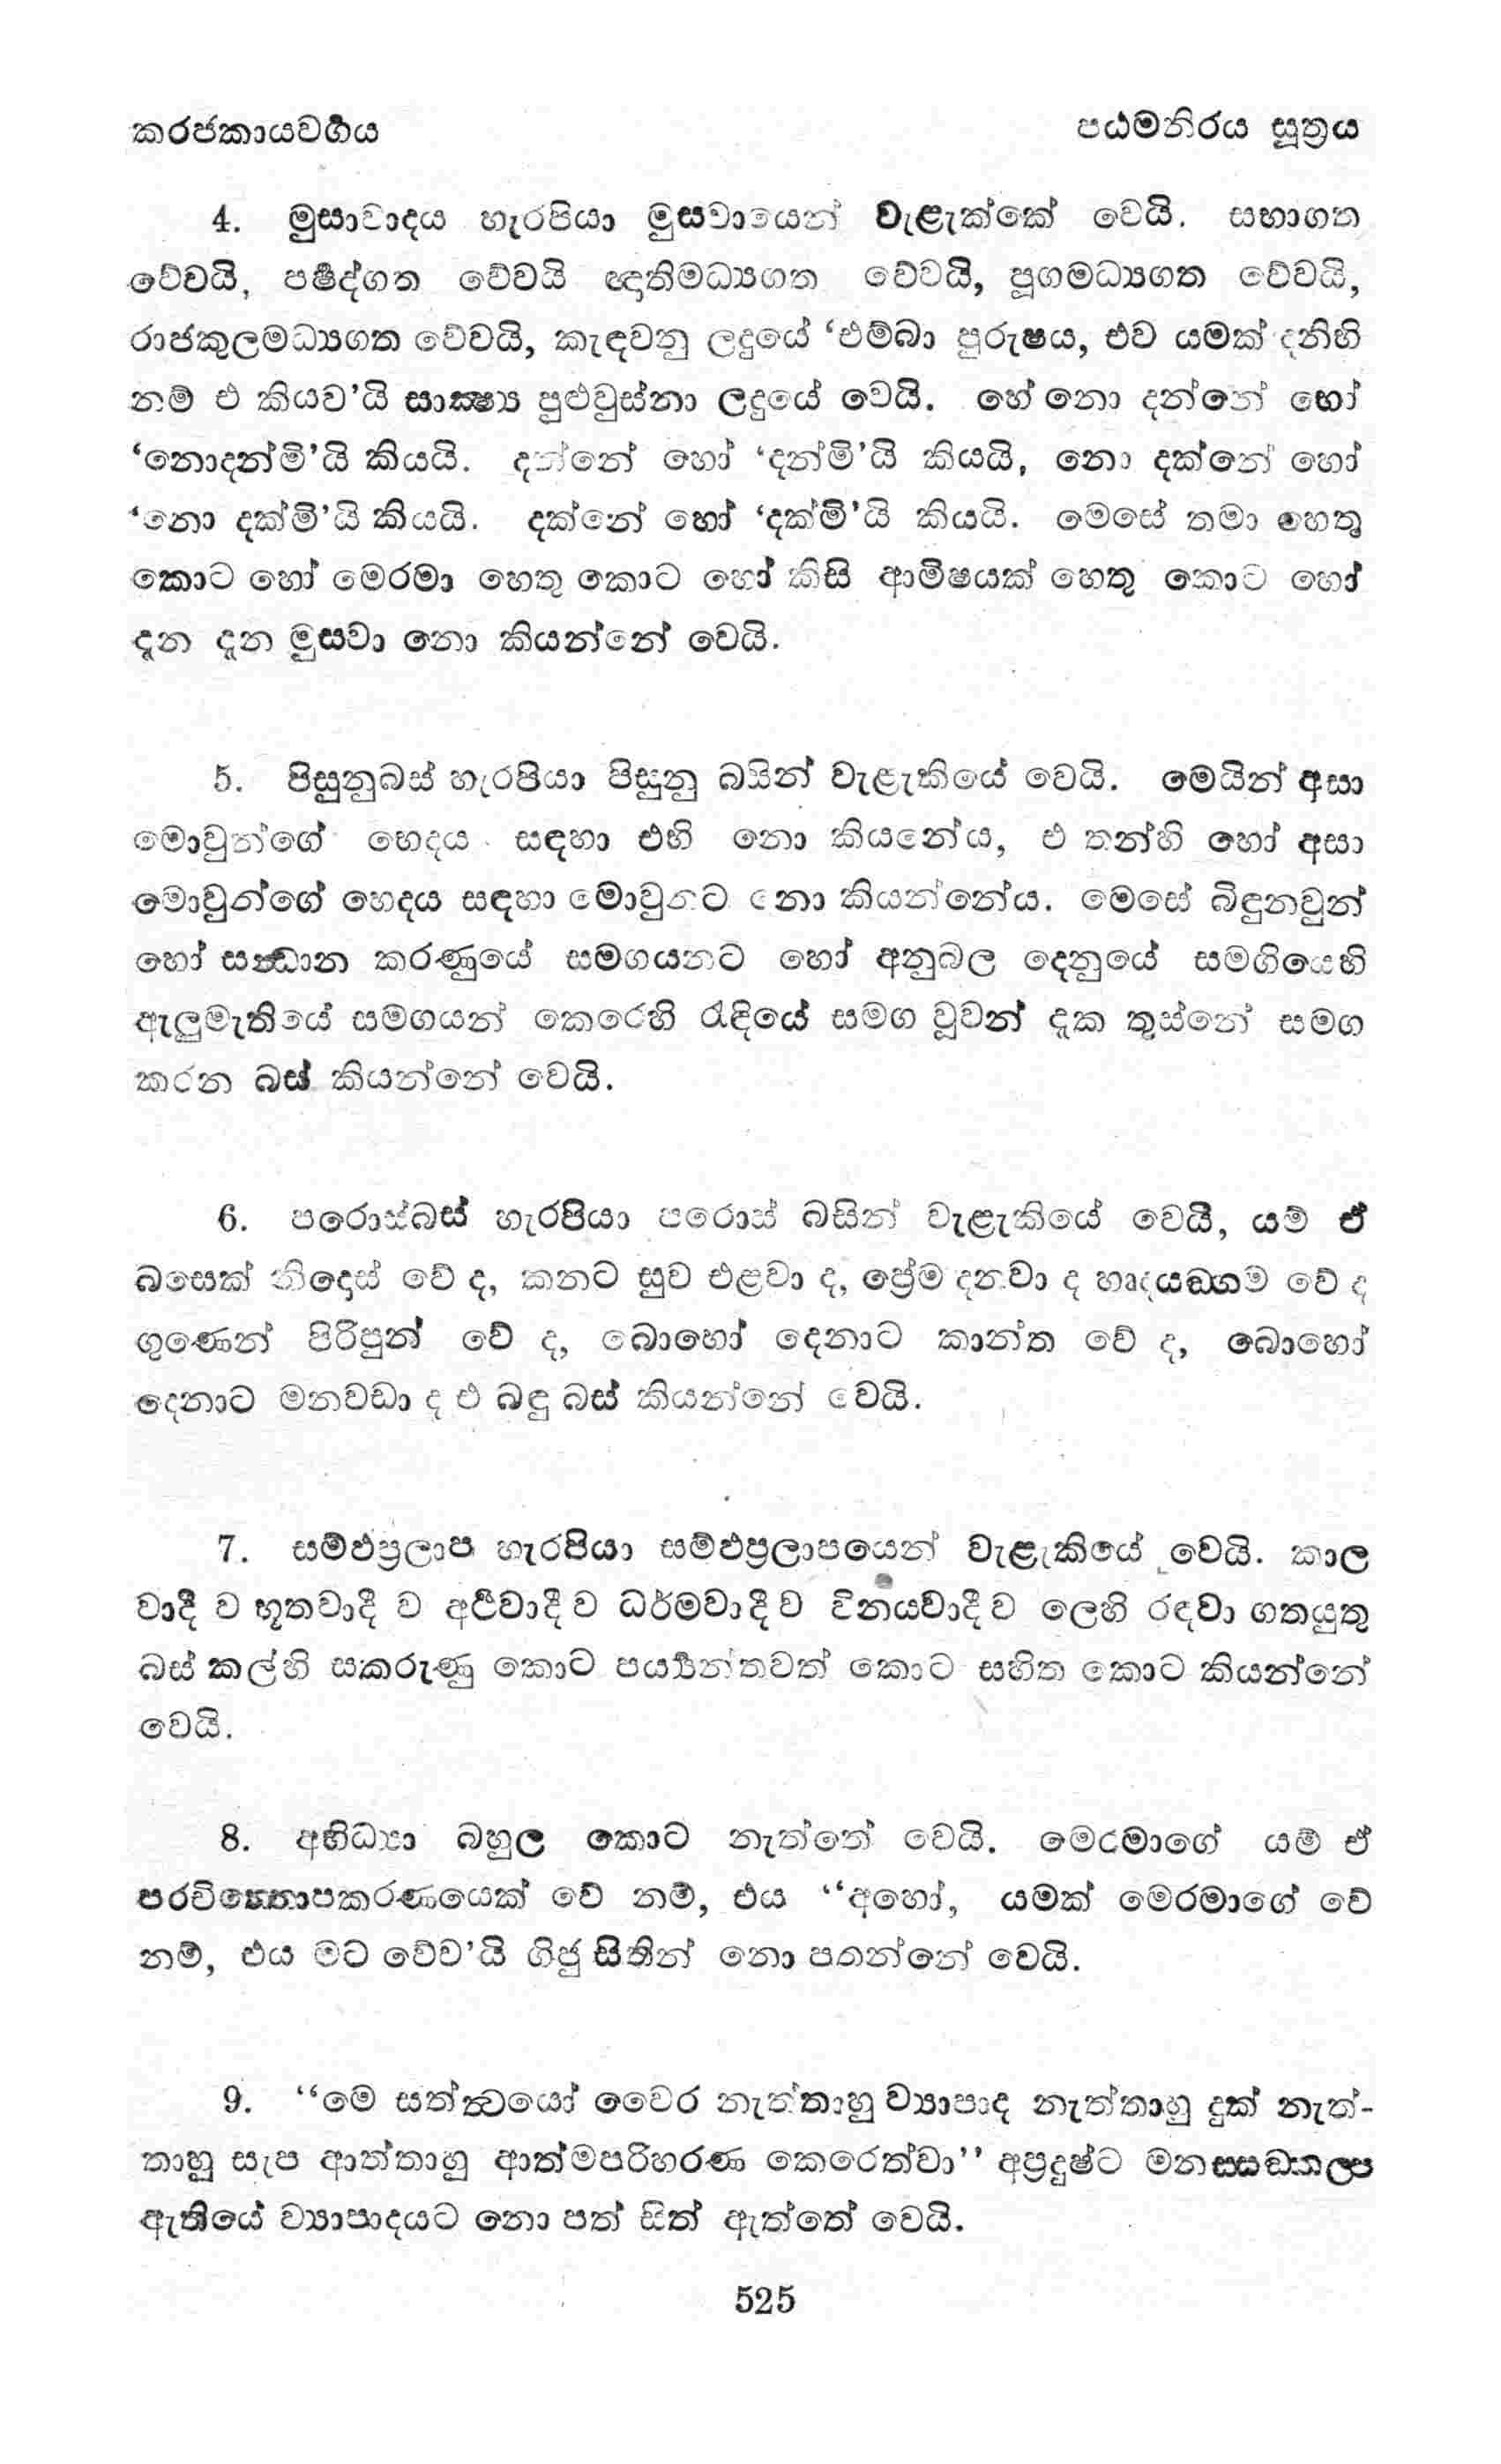 කරජකායවර්‍ගය
පඨමනිරය සූත්‍රය
4. මුසාවාදය හැරපියා මුසවායෙන් වැළැක්කේ වෙයි. සභාගත
වේවයි, පර්‍ෂද්ගත වේවයි ඥාතිමධ්‍යගත වේවයි, පූගමධ්‍යගත වේවයි,
රාජකුලමධ්‍යගත වේවයි, කැඳවනු ලදුයේ ‘එම්බා පුරුෂය, එව යමක් දනිහි
නම් එ කියව’යි සාක්‍ෂ්‍ය පුළුවුස්නා ලදුයේ වෙයි. හේ නො දන්නේ හෝ
‘නොදන්මි’යි කියයි. දන්නේ හෝ ‘දන්මි’යි කියයි, නො දක්නේ හෝ
‘නො දක්මි’යි කියයි. දක්නේ හෝ ‘දක්මි’යි කියයි. මෙසේ තමා හෙතු
කොට හෝ මෙරමා හෙතු කොට හෝ කිසි ආමිෂයක් හෙතු කොට හෝ
දැන දැන මුසවා නො කියන්නේ වෙයි.
5. පිසුනුබස් හැරපියා පිසුනු බසින් වැළැකියේ වෙයි. මෙයින් අසා
මොවුන්ගේ භෙදය සඳහා එහි නො කියනේය, එ තන්හි හෝ අසා
මොවුන්ගේ හෙදය සඳහා මොවුනට නො කියන්නේය. මෙසේ බිඳුනවුන්
හෝ සන්‍ධාන කරණුයේ සමගයනට හෝ අනුබල දෙනුයේ සමගියෙහි
ඇලුමැතියේ සමගයන් කෙරෙහි රැඳියේ සමග වූවන් දැක තුස්නේ සමග
කරන බස් කියන්නේ වෙයි.
6. පරොස්බස් හැරපියා පරොස් බසින් වැළැකියේ වෙයි, යම් ඒ
බසෙක් නිදොස් වේ ද, කනට සුව එළවා ද, ප්‍රේම දනවා ද හෘදයඞ්ගම වේ ද
ගුණෙන් පිරිපුන් වේ ද, බොහෝ දෙනාට කාන්ත වේ ද, බොහෝ
දෙනාට මනවඩා ද එ බඳු බස් කියන්නේ වෙයි.
7. සම්ඵප්‍රලාප හැරපියා සම්ඵප්‍රලාපයෙන් වැළැකියේ වෙයි. කාල
වාදී ව භූතවාදී ව අර්‍ථවාදී ව ධර්මවාදී ව විනයවාදී ව ලෙහි රඳවා ගතයුතු
බස් කල්හි සකරුණු කොට පර්‍ය්‍යන්තවත් කොට සහිත කොට කියන්නේ
වෙයි.
8. අභිධ්‍යා බහුල කොට නැත්තේ වෙයි. මෙරමාගේ යම් ඒ
පරවිත්තොපකරණයෙක් වේ නම්, එය “අහෝ, යමක් මෙරමාගේ වේ
නම්, එය මට වේව’යි ගිජු සිතින් නො පතන්නේ වෙයි.
9. “මෙ සත්ත්‍වයෝ වෛර නැත්තාහු ව්‍යාපාද නැත්තාහු දුක් නැත්-
තාහු සැප ආත්තාහු ආත්මපරිහරණ කෙරෙත්වා” අප්‍රදුෂ්ට මනස්සඞ්කල්ප
ඇතියේ ව්‍යාපාදයට නො පත් සිත් ඇත්තේ වෙයි.
525